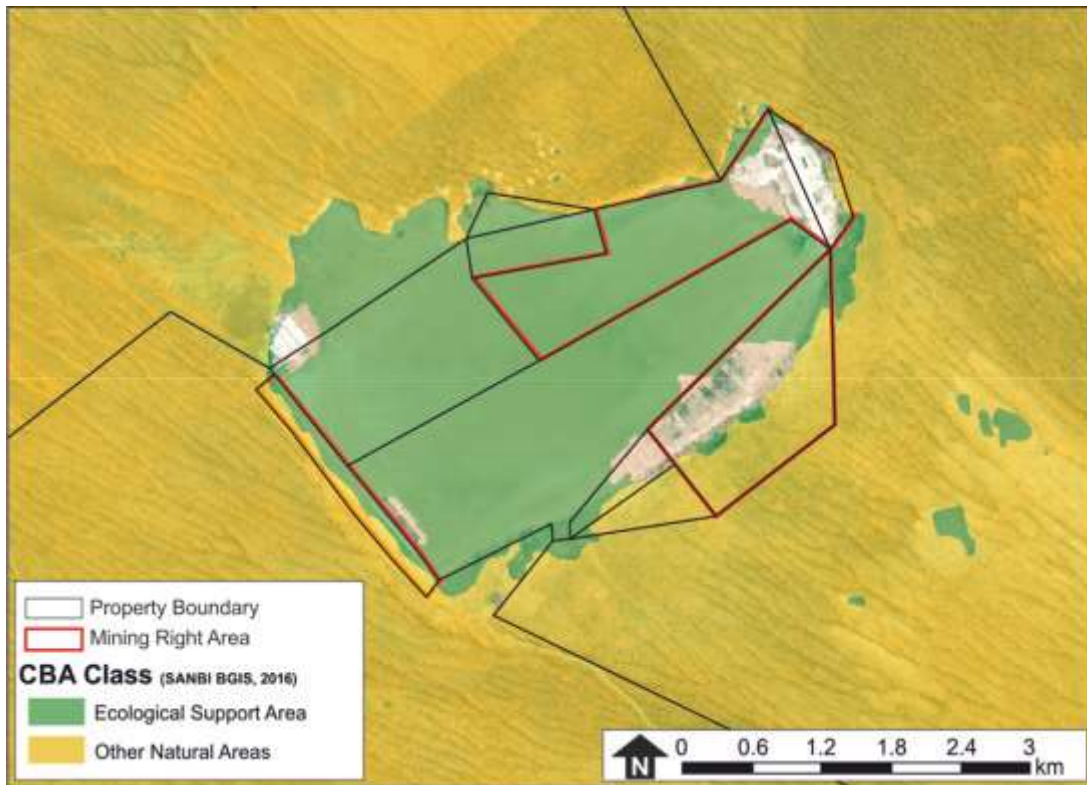 Property Boundary
Mining Right Area
CBA Class (SANBI BGIS, 2016)
Ecological Support Area
Other Natural Areas
N
0 0.6 1.2 1.8 2.4 3
km